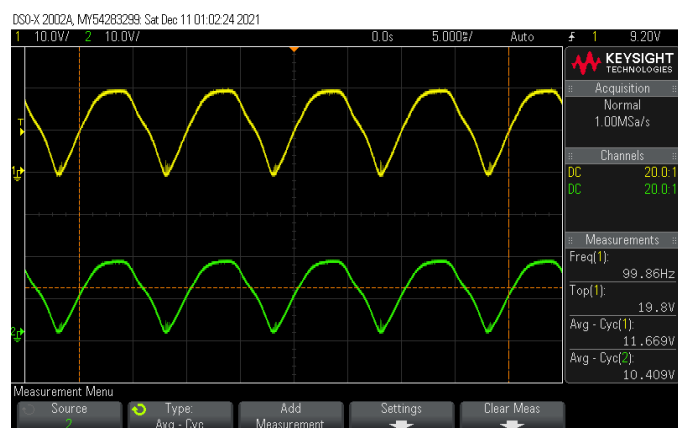 DSO-X 2002A, MY54283299: Sat Dec 11 01:02:24 2021
1 10.0V/ 2 10.0V/ 0.0s 5.000s/ Auto 1 9.20V
KEYSIGHT
TECHNOLOGIES
Acquisition
Normal
1.00MSa/s
Channels
DC 20.0:1
DC 20.0:1
Measurements
Freq(1):
99.86Hz
Top(1):
19.8V
Avg - Cyc(1):
11.669V
Avg - Cyc(2):
10.409V
T
1
2
Measurement Menu
Source
2
Type:
Avg - Cyc
Add
Measurement
Settings
Clear Meas